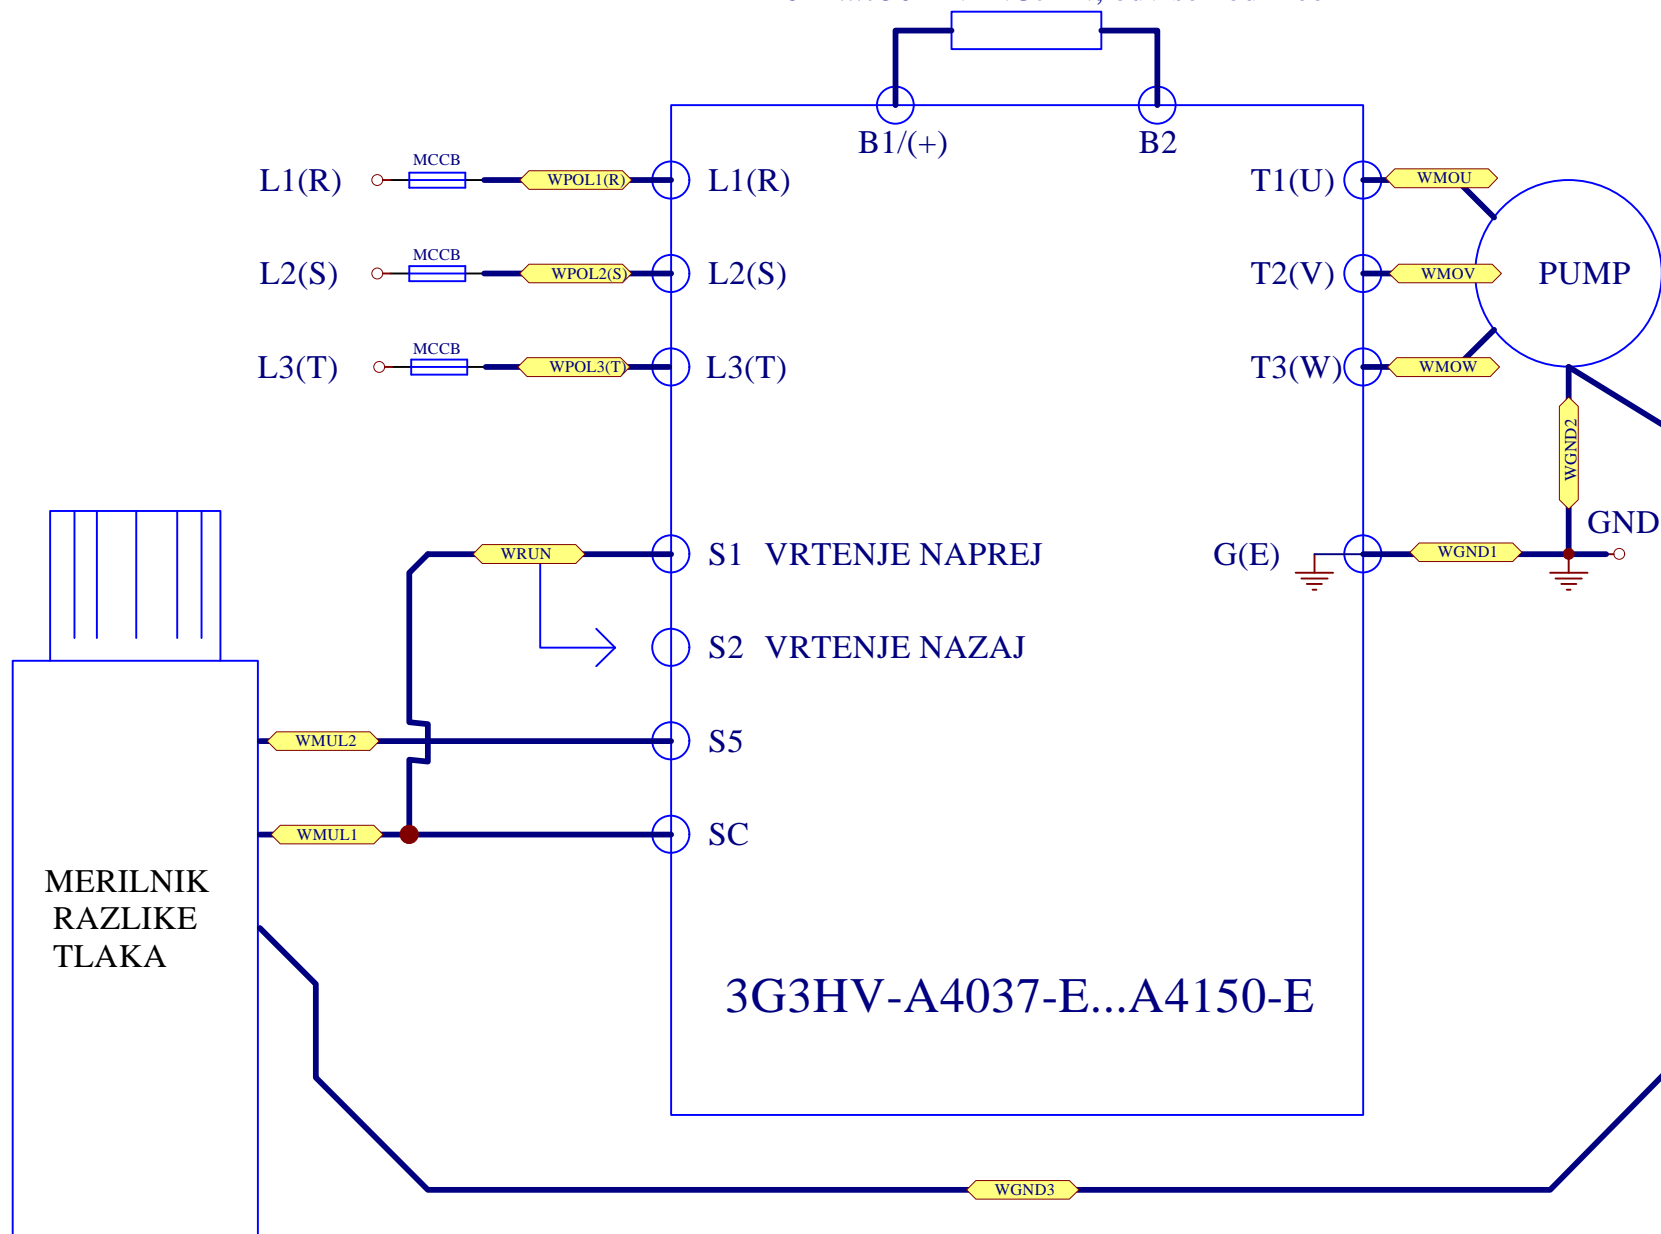 B1/(+) B2
L1(R) MCCB WPOL1(R) L1(R) T1(U) WMOU
L2(S) MCCB WPOL2(S) L2(S) T2(V) WMOV PUMP
L3(T) MCCB WPOL3(T) L3(T) T3(W) WMOW
WGND2
GND
WRUN S1 VRTENJE NAPREJ G(E) WGND1
S2 VRTENJE NAZAJ
WMUL2 S5
WMUL1 SC
MERILNIK
RAZLIKE
TLAKA
3G3HV-A4037-E...A4150-E
WGND3